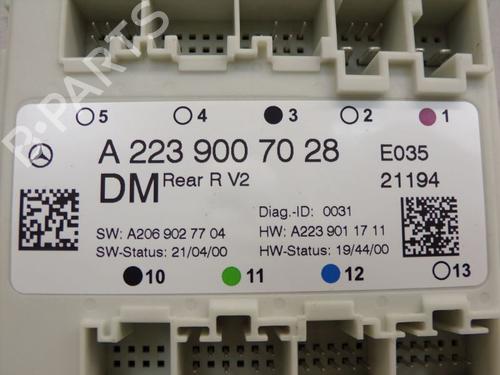 5 4 3 2 1
A 223 900 70 28 E035
DM Rear R V2 21194
Diag.-ID: 0031
SW: A206 902 77 04 HW: A223 901 17 11
SW-Status: 21/04/00 HW-Status: 19/44/00
10 11 12 13
R-PARTS